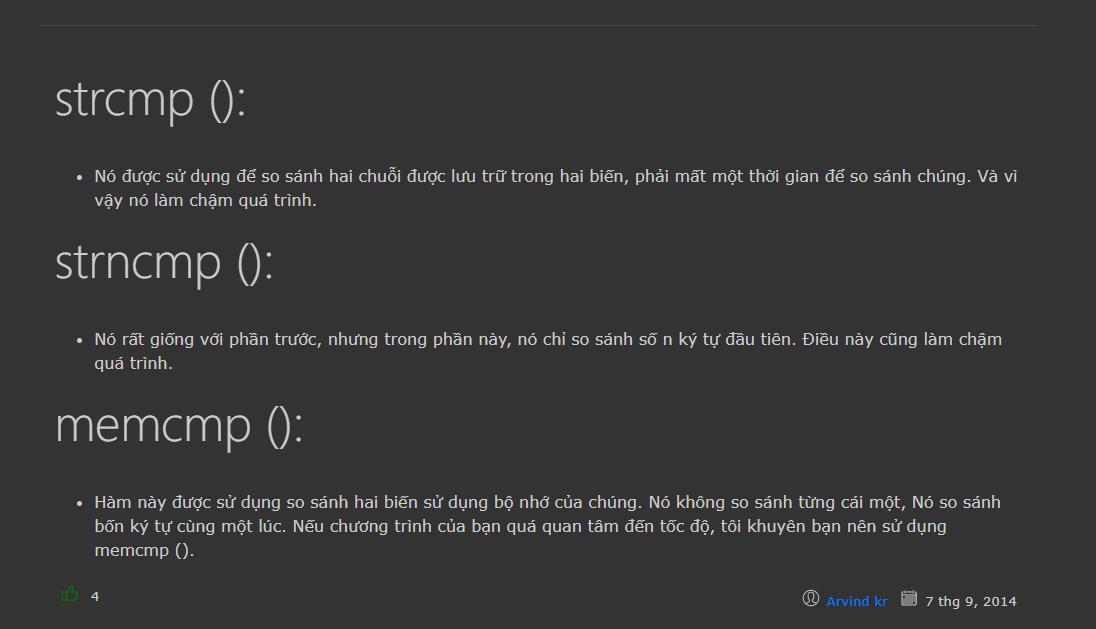 strcmp ():
• Nó được sử dụng để so sánh hai chuỗi được lưu trữ trong hai biến, phải mất một thời gian để so sánh chúng. Và vì
vậy nó làm chậm quá trình.
strncmp ():
• Nó rất giống với phần trước, nhưng trong phần này, nó chỉ so sánh số n ký tự đầu tiên. Điều này cũng làm chậm
quá trình.
memcmp ():
• Hàm này được sử dụng so sánh hai biến sử dụng bộ nhớ của chúng. Nó không so sánh từng cái một, Nó so sánh
bốn ký tự cùng một lúc. Nếu chương trình của bạn quá quan tâm đến tốc độ, tôi khuyên bạn nên sử dụng
memcmp ().
4
Arvind kr 7 thg 9, 2014